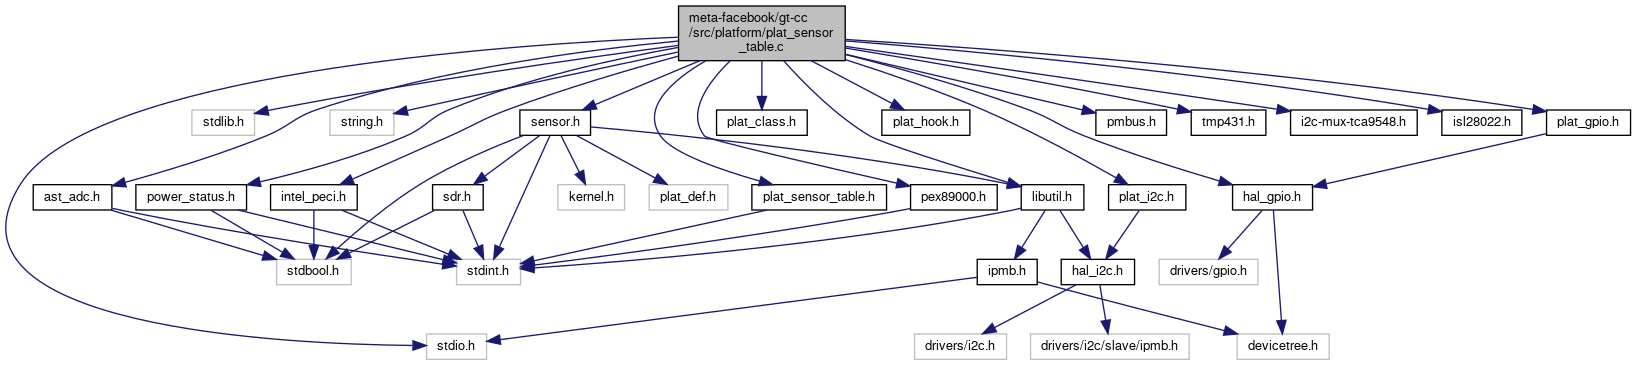 meta-facebook/gt-cc
/src/platform/plat_sensor
_table.c
stdlib.h
string.h
sensor.h
plat_class.h
plat_hook.h
pmbus.h
tmp431.h
i2c-mux-tca9548.h
isl28022.h
plat_gpio.h
ast_adc.h
power_status.h
intel_peci.h
sdr.h
kernel.h
plat_def.h
plat_sensor_table.h
pex89000.h
libutil.h
plat_i2c.h
hal_gpio.h
stdbool.h
stdint.h
ipmb.h
hal_i2c.h
drivers/gpio.h
stdio.h
drivers/i2c.h
drivers/i2c/slave/ipmb.h
devicetree.h